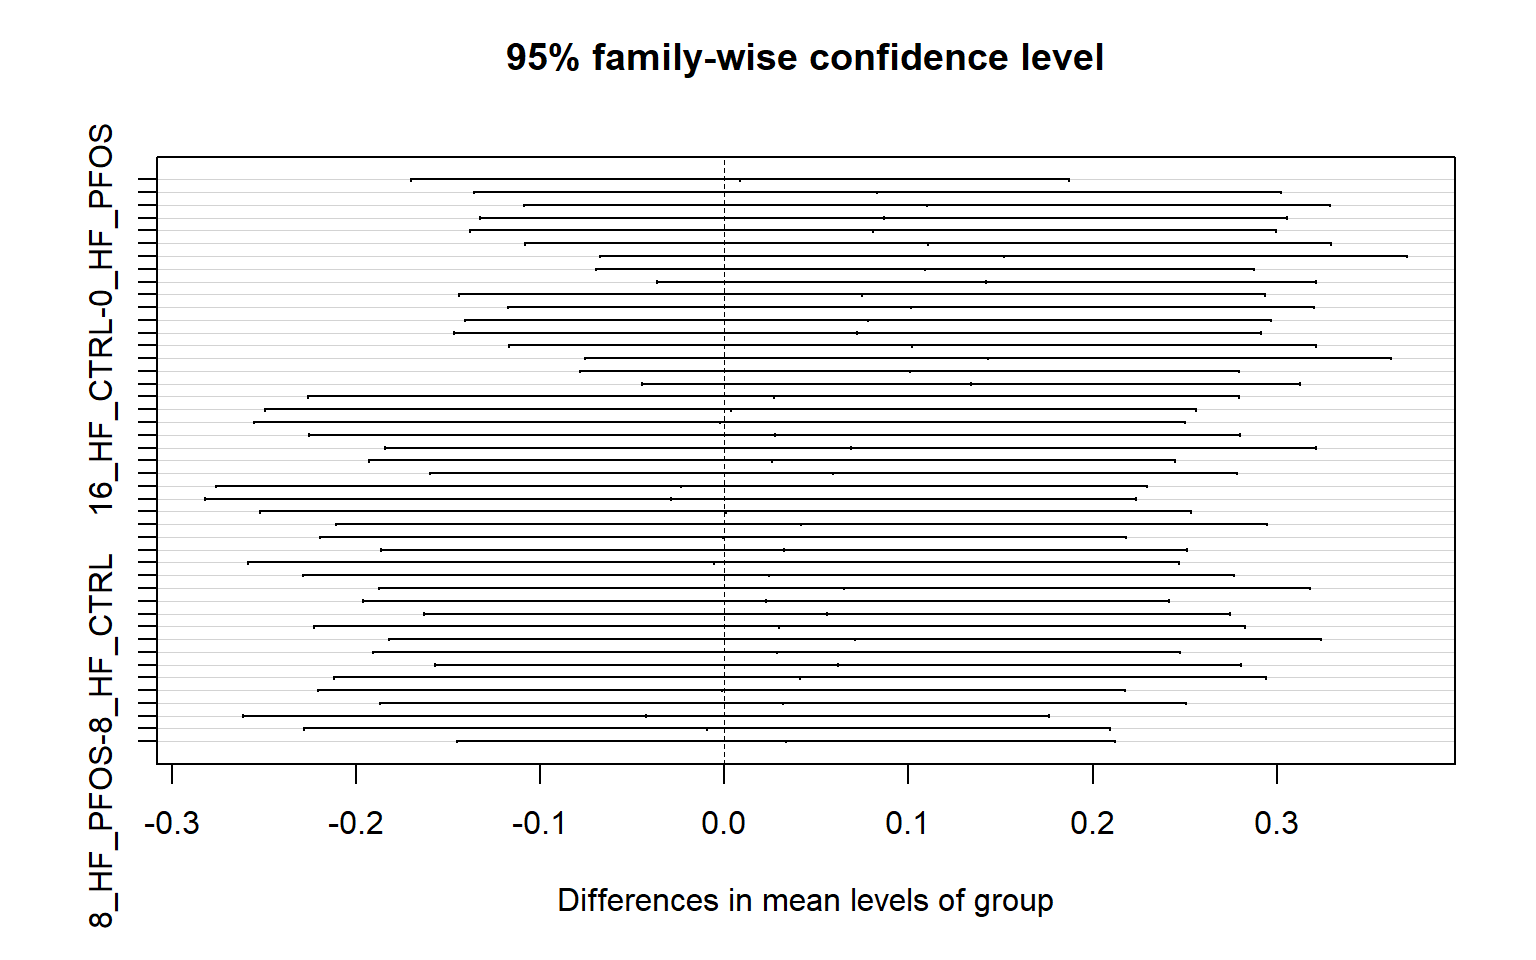 95% family-wise confidence level
16_HF_CTRL-0_HF_PFOS
8_HF_PFOS-8_HF_CTRL
-0.3 -0.2 -0.1 0.0 0.1 0.2 0.3
Differences in mean levels of group